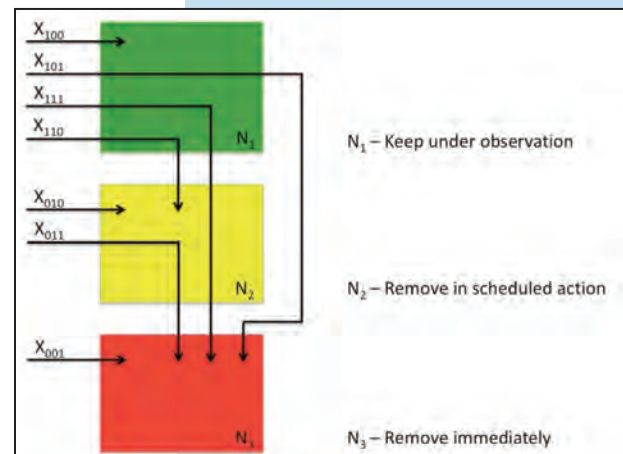 X100
X101
X111
X110
N1
N1 – Keep under observation
X010
X011
N2
N2 – Remove in scheduled action
X001
N3
N3 – Remove immediately